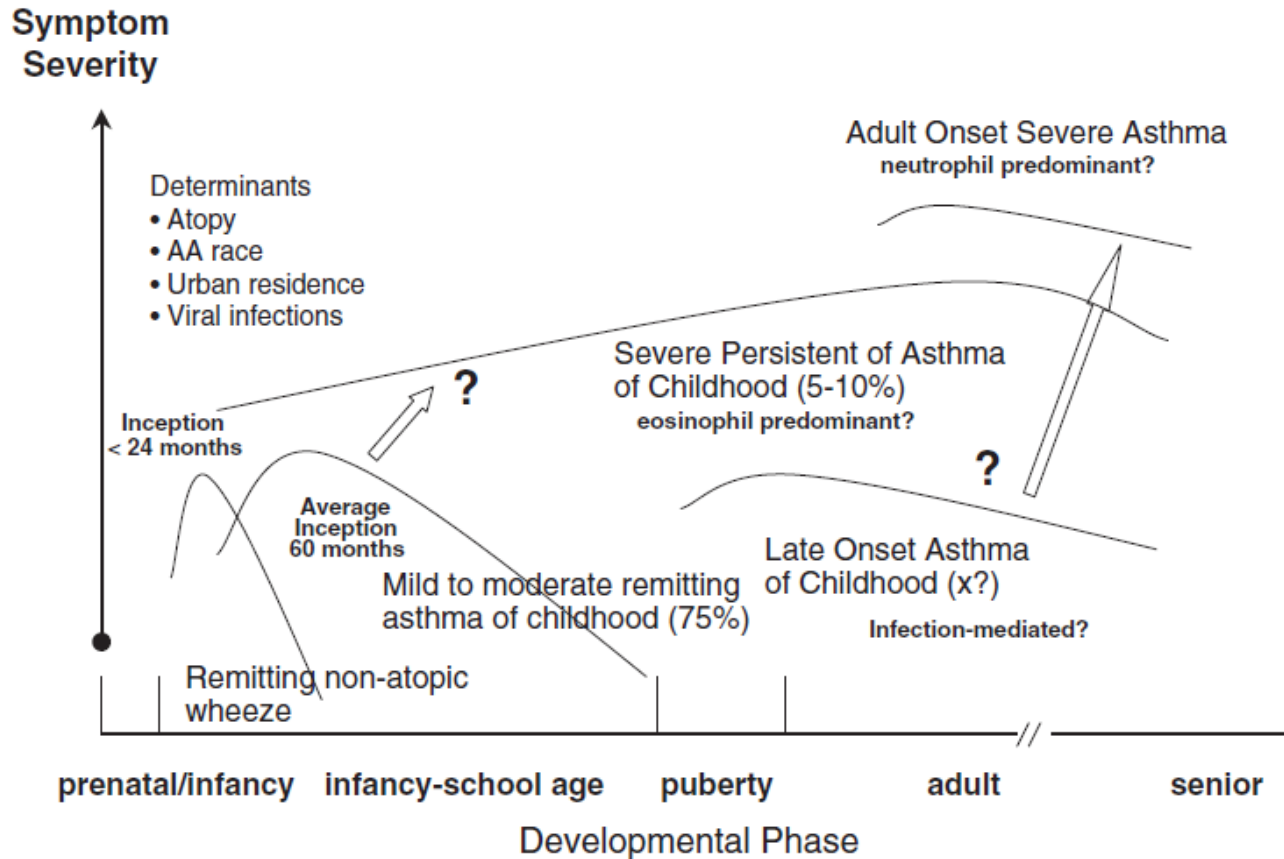 Symptom
Severity
Adult Onset Severe Asthma
neutrophil predominant?
Determinants
• Atopy
• AA race
• Urban residence
• Viral infections
?
Severe Persistent of Asthma
of Childhood (5-10%)
eosinophil predominant?
Inception
< 24 months
?
Average
Inception
60 months
Late Onset Asthma
of Childhood (x?)
Infection-mediated?
Mild to moderate remitting
asthma of childhood (75%)
Remitting non-atopic
wheeze
//
prenatal/infancy infancy-school age puberty adult senior
Developmental Phase